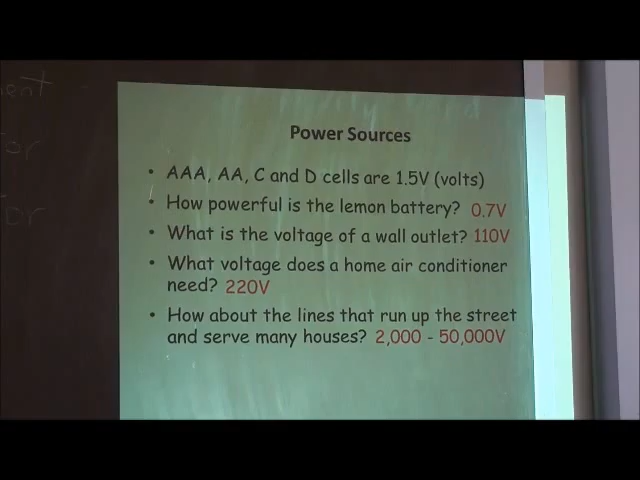 Power Sources
• AAA, AA, C and D cells are 1.5V (volts)
• How powerful is the lemon battery? 0.7V
• What is the voltage of a wall outlet? 110V
• What voltage does a home air conditioner
need? 220V
• How about the lines that run up the street
and serve many houses? 2,000 - 50,000V